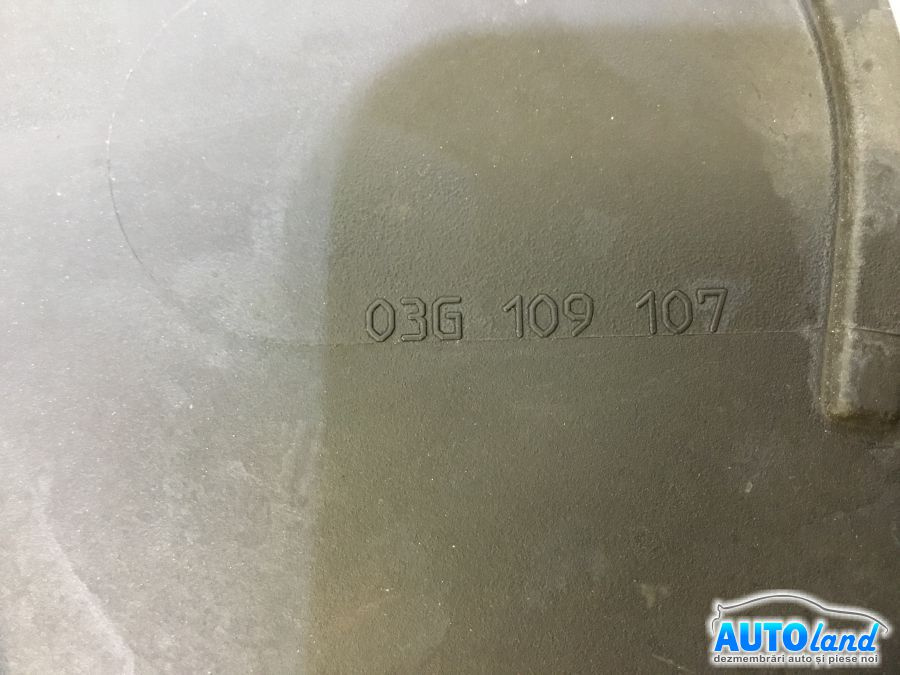 03G 109 107
AUTOland
dezmembrări auto și piese noi